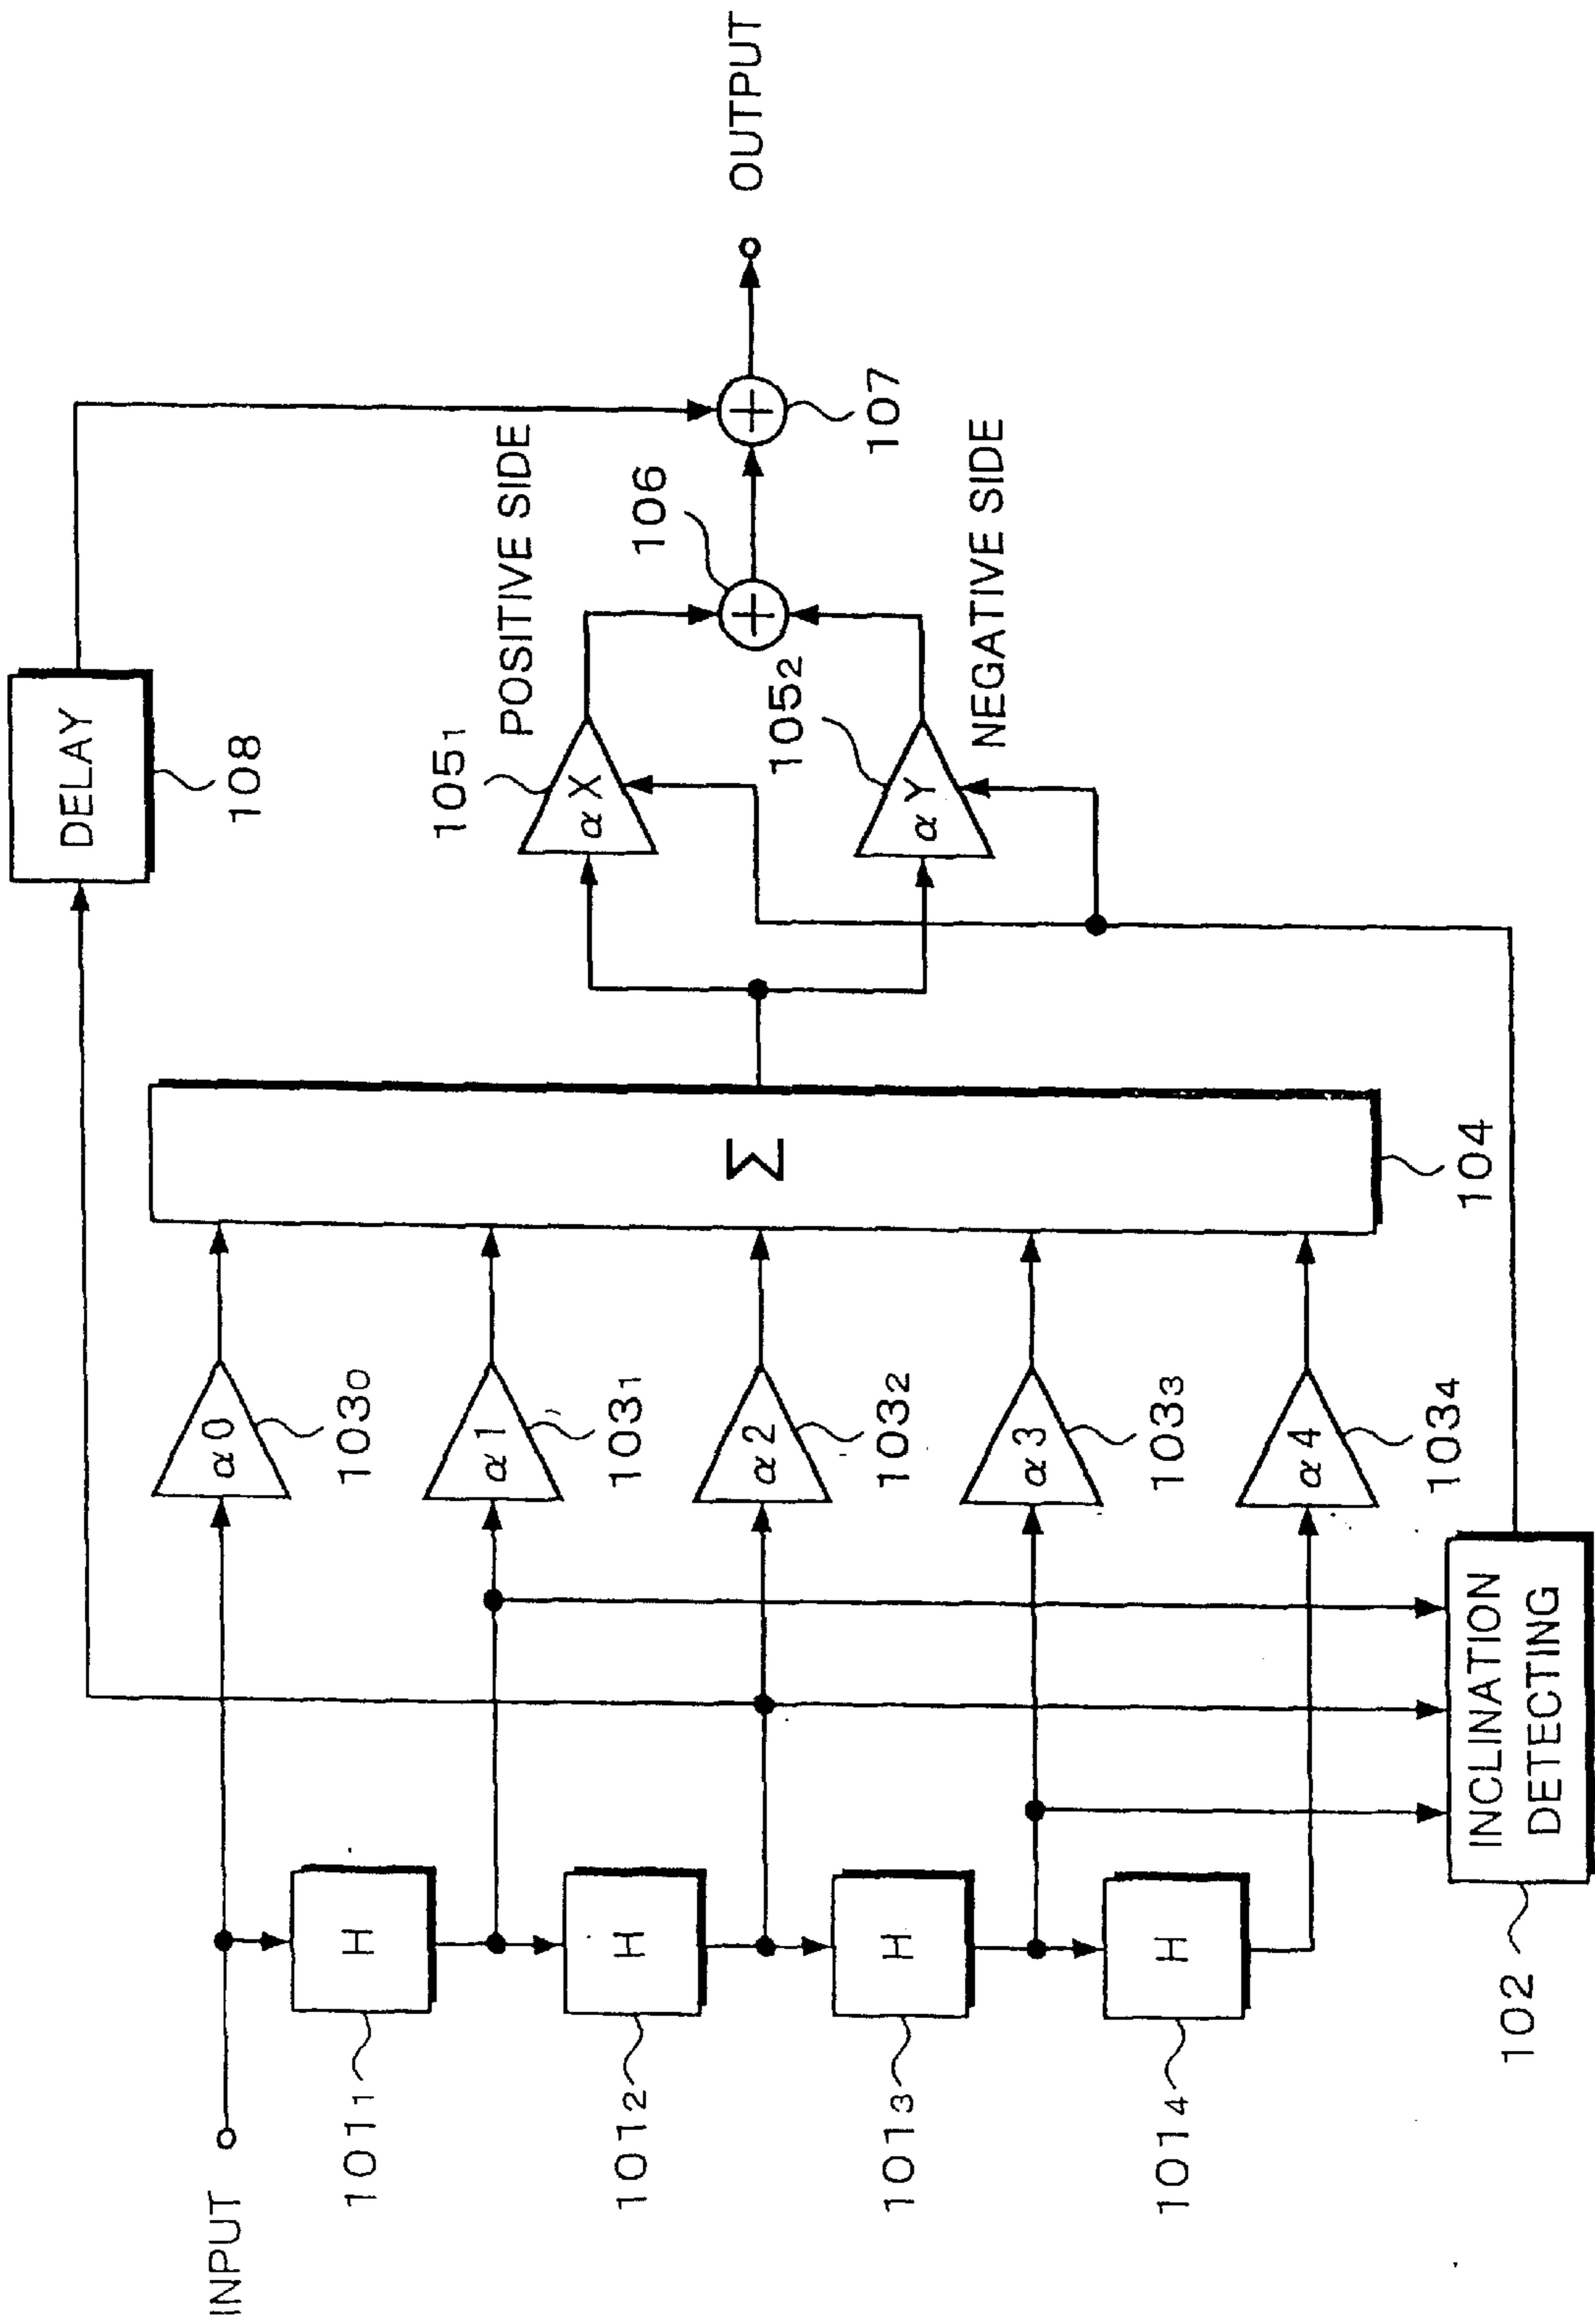 INPUT
101₁
H
101₂
H
101₃
H
101₄
H
102
INCLINATION
DETECTING
α0
103₀
α1
103₁
α2
103₂
α3
103₃
α4
103₄
Σ
104
DELAY
108
105₁
αX
POSITIVE SIDE
105₂
αY
NEGATIVE SIDE
106
107
OUTPUT